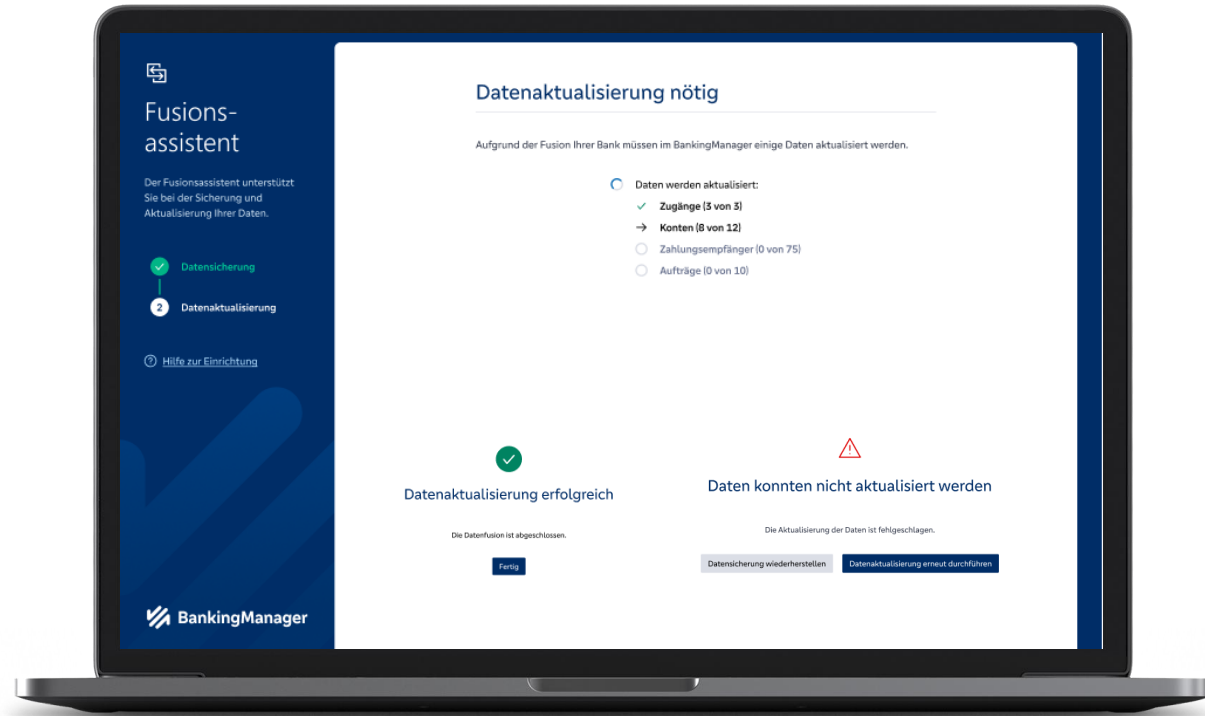 Fusions-
assistent
Der Fusionsassistent unterstützt
Sie bei der Sicherung und
Aktualisierung Ihrer Daten.
Datensicherung
2 Datenaktualisierung
? Hilfe zur Einrichtung
BankingManager
Datenaktualisierung nötig
Aufgrund der Fusion Ihrer Bank müssen im BankingManager einige Daten aktualisiert werden.
Daten werden aktualisiert:
Zugänge (3 von 3)
Konten (8 von 12)
Zahlungsempfänger (0 von 75)
Aufträge (0 von 10)
Datenaktualisierung erfolgreich
Die Datenfusion ist abgeschlossen.
Fertig
Daten konnten nicht aktualisiert werden
Die Aktualisierung der Daten ist fehlgeschlagen.
Datensicherung wiederherstellen
Datenaktualisierung erneut durchführen